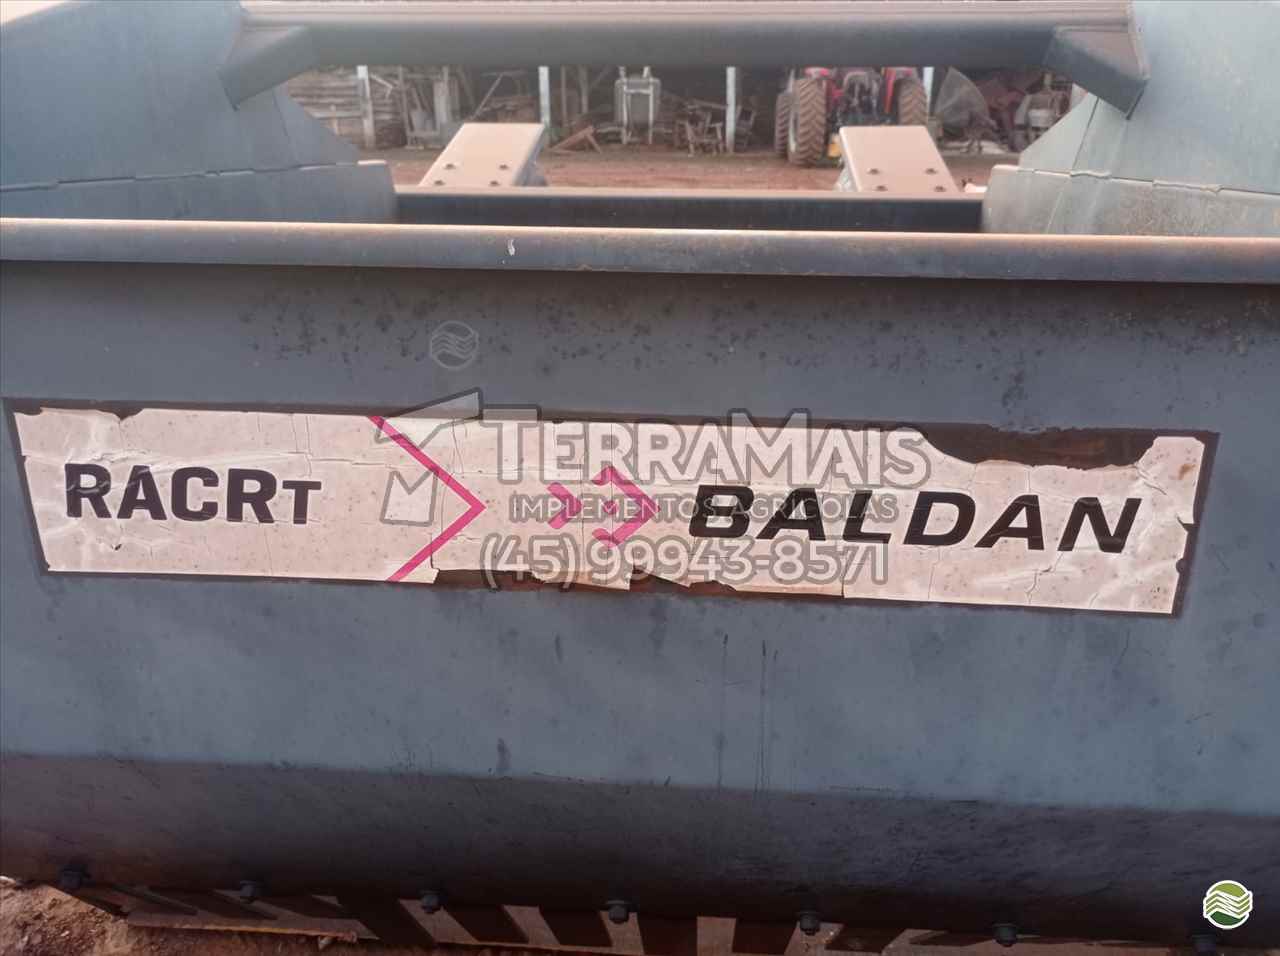 RACRT
BALDAN
TERRAMAIS
IMPLEMENTOS AGRÍCOLAS
(45) 99943-8571